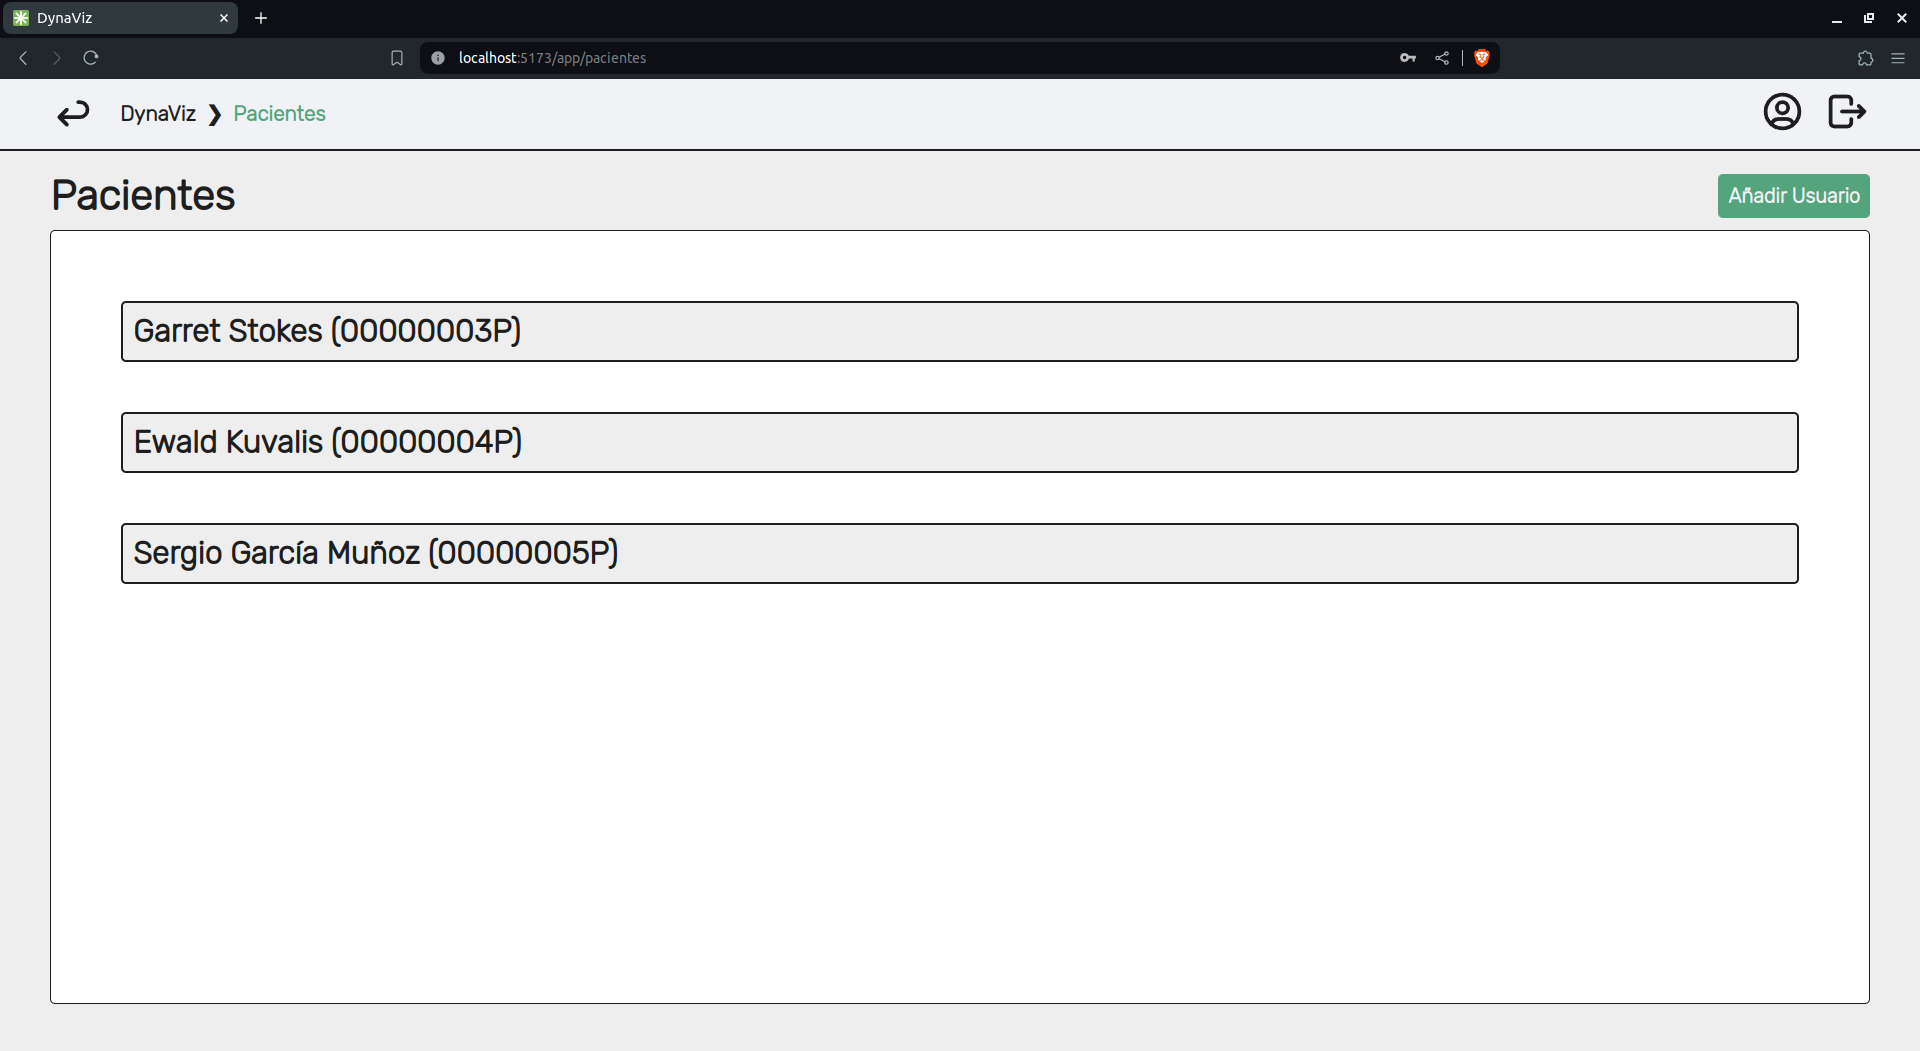 DynaViz
localhost:5173/app/pacientes
DynaViz ❯ Pacientes
Pacientes
Añadir Usuario
Garret Stokes (00000003P)
Ewald Kuvalis (00000004P)
Sergio García Muñoz (00000005P)